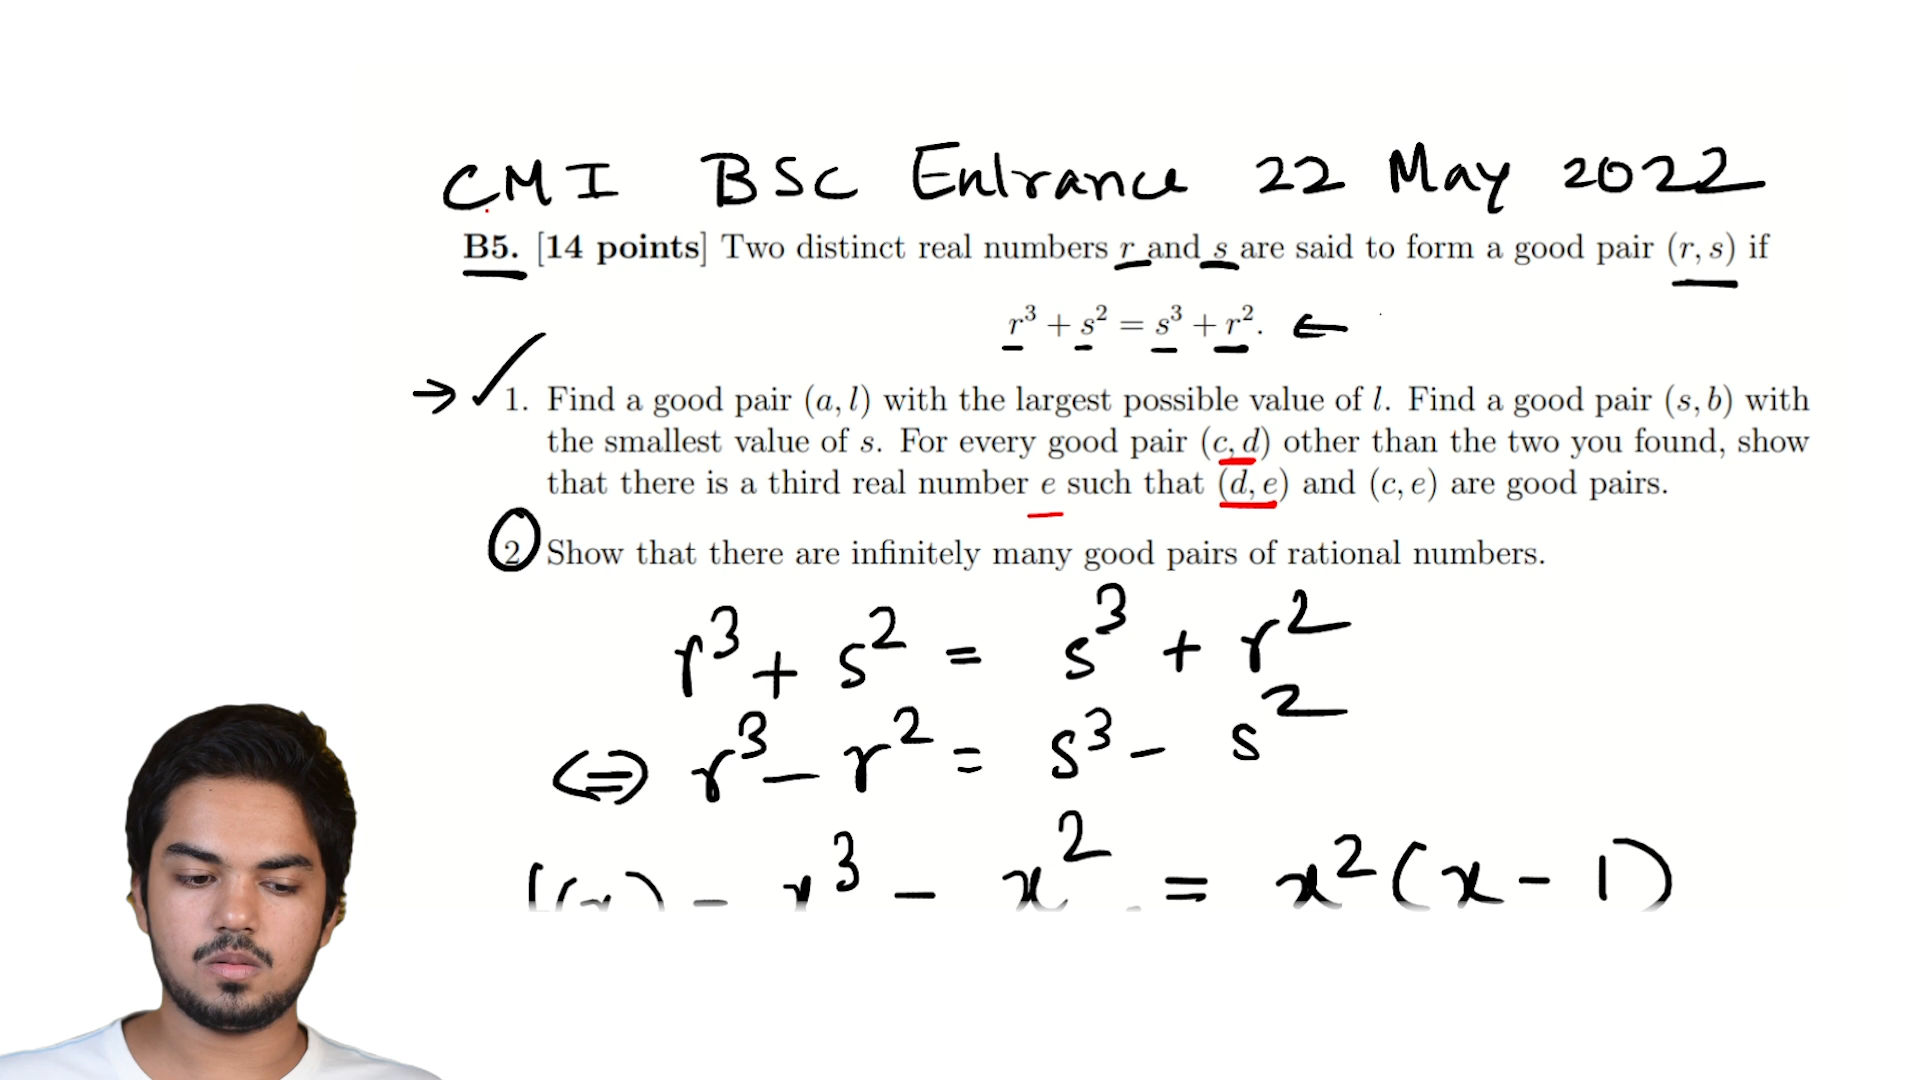 CMI BSC Entrance 22 May 2022
B5. [14 points] Two distinct real numbers r and s are said to form a good pair (r, s) if
r³ + s² = s³ + r². ←
→ ✓ 1. Find a good pair (a, l) with the largest possible value of l. Find a good pair (s, b) with
the smallest value of s. For every good pair (c, d) other than the two you found, show
that there is a third real number e such that (d, e) and (c, e) are good pairs.
2 Show that there are infinitely many good pairs of rational numbers.
r³ + s² = s³ + r²
⇔ r³ − r² = s³ − s²
f(x) = x³ − x² = x²(x − 1)